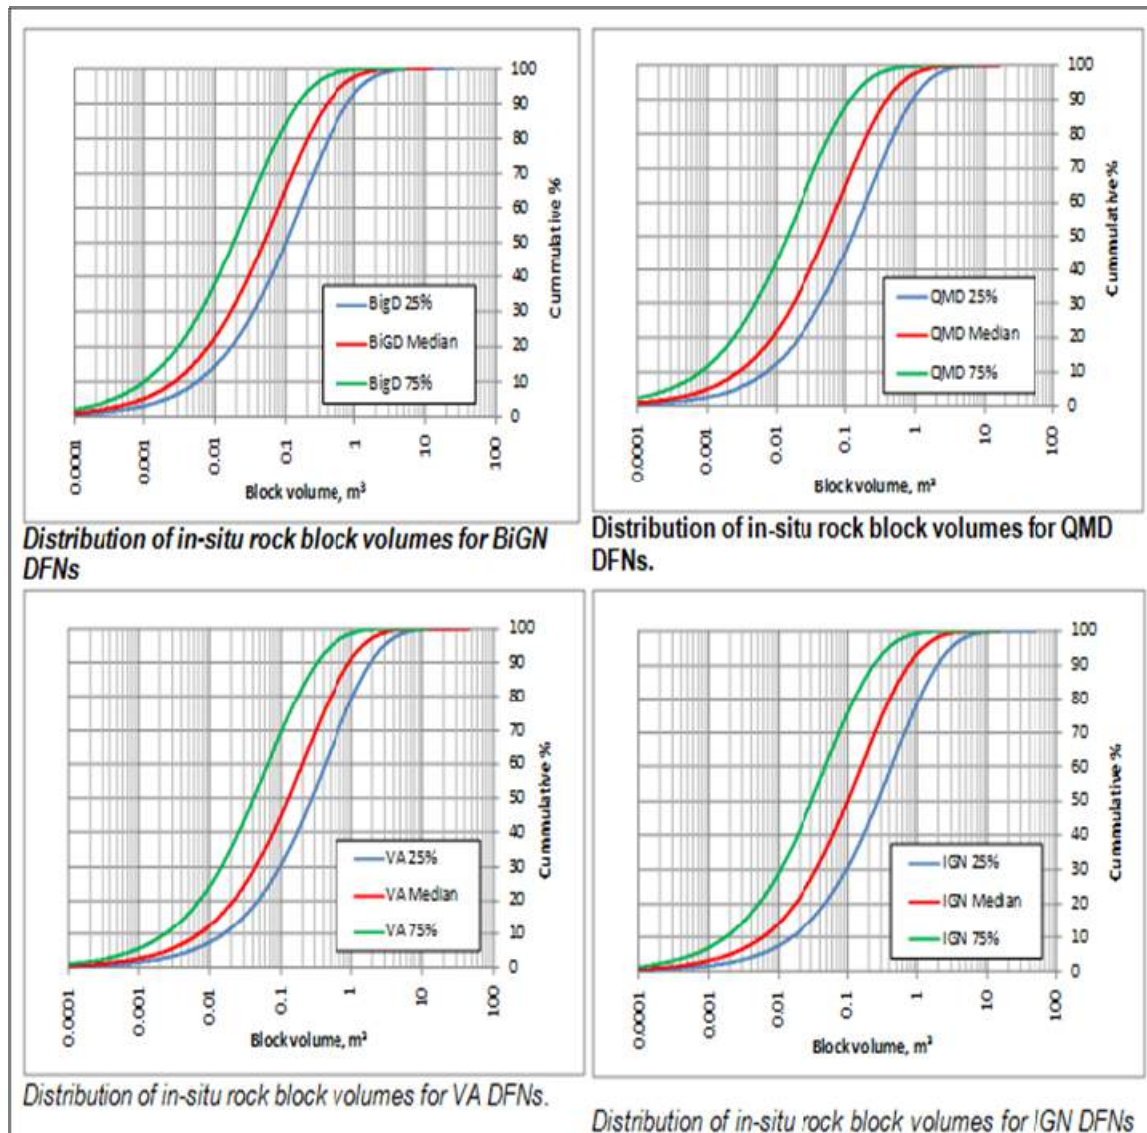 100
90
80
70
60
50
40
30
20
10
0
Cummulative %
BigD 25%
BiGD Median
BigD 75%
0.0001
0.001
0.01
0.1
1
10
100
Block volume, m³
Distribution of in-situ rock block volumes for BiGN
DFNs
100
90
80
70
60
50
40
30
20
10
0
Cummulative %
QMD 25%
QMD Median
QMD 75%
0.0001
0.001
0.01
0.1
1
10
100
Block volume, m³
Distribution of in-situ rock block volumes for QMD
DFNs.
100
90
80
70
60
50
40
30
20
10
0
Cummulative %
VA 25%
VA Median
VA 75%
0.0001
0.001
0.01
0.1
1
10
100
Block volume, m³
Distribution of in-situ rock block volumes for VA DFNs.
100
90
80
70
60
50
40
30
20
10
0
Cummulative %
IGN 25%
IGN Median
IGN 75%
0.0001
0.001
0.01
0.1
1
10
100
Block volume, m³
Distribution of in-situ rock block volumes for IGN DFNs